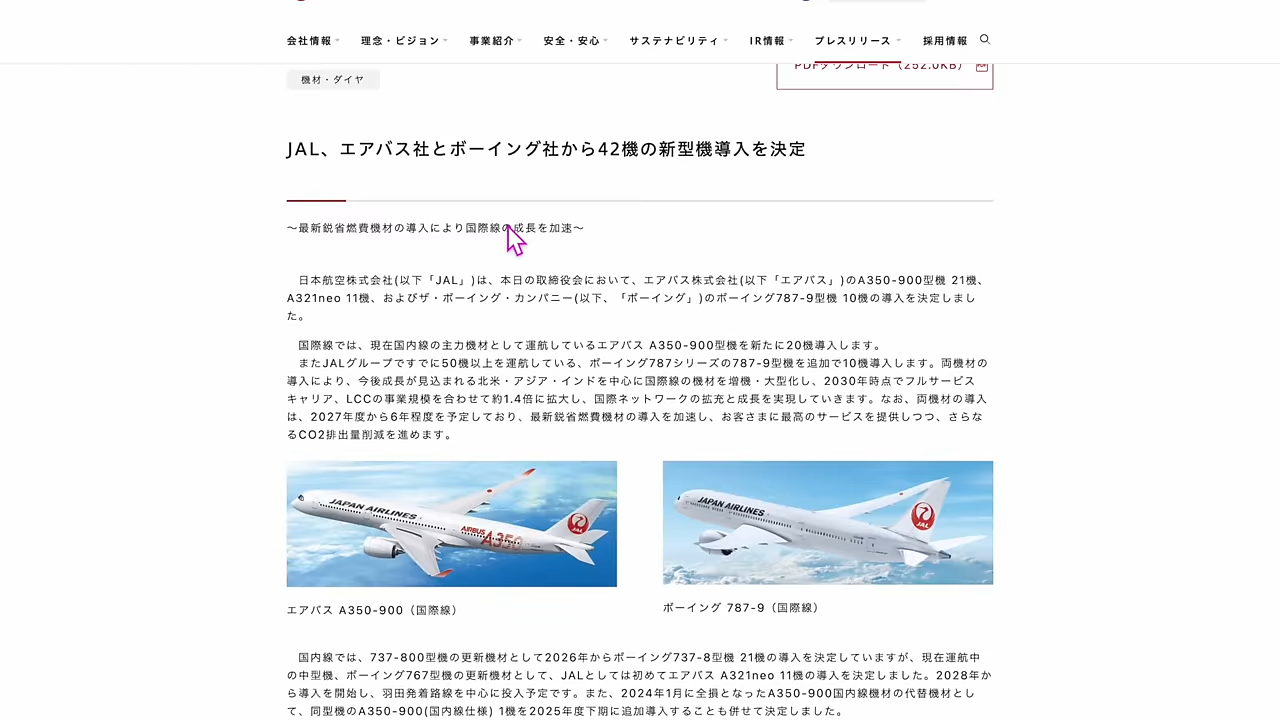 会社情報 理念・ビジョン 事業紹介 安全・安心 サステナビリティ IR情報 プレスリリース 採用情報
機材・ダイヤ
PDFダウンロード（252.0KB）
JAL、エアバス社とボーイング社から42機の新型機導入を決定
～最新鋭省燃費機材の導入により国際線の成長を加速～
日本航空株式会社(以下「JAL」)は、本日の取締役会において、エアバス株式会社(以下「エアバス」)のA350-900型機 21機、
A321neo 11機、およびザ・ボーイング・カンパニー(以下、「ボーイング」)のボーイング787-9型機 10機の導入を決定しまし
た。
国際線では、現在国内線の主力機材として運航しているエアバス A350-900型機を新たに20機導入します。
またJALグループですでに50機以上を運航している、ボーイング787シリーズの787-9型機を追加で10機導入します。両機材の
導入により、今後成長が見込まれる北米・アジア・インドを中心に国際線の機材を増機・大型化し、2030年時点でフルサービス
キャリア、LCCの事業規模を合わせて約1.4倍に拡大し、国際ネットワークの拡充と成長を実現していきます。なお、両機材の導入
は、2027年度から6年程度を予定しており、最新鋭省燃費機材の導入を加速し、お客さまに最高のサービスを提供しつつ、さらな
るCO2排出量削減を進めます。
JAPAN AIRLINES
AIRBUS
A350
JAL
JAPAN AIRLINES
JAL
エアバス A350-900（国際線）
ボーイング 787-9（国際線）
国内線では、737-800型機の更新機材として2026年からボーイング737-8型機 21機の導入を決定していますが、現在運航中
の中型機、ボーイング767型機の更新機材として、JALとしては初めてエアバス A321neo 11機の導入を決定しました。2028年か
ら導入を開始し、羽田発着路線を中心に投入予定です。また、2024年1月に全損となったA350-900国内線機材の代替機材とし
て、同型機のA350-900(国内線仕様) 1機を2025年度下期に追加導入することも併せて決定しました。